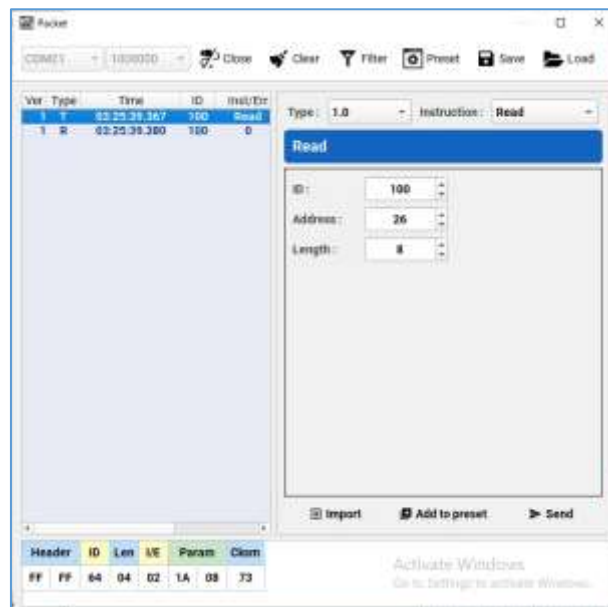 Packet
COM21 1000000 Close Clear Filter Preset Save Load
Ver Type Time ID Inst/Err
1 T 03:25:39.367 100 Read
1 R 03:25:39.380 100 0
Type : 1.0 Instruction : Read
Read
ID : 100
Address : 26
Length : 8
Import Add to preset Send
Header ID Len I/E Param Cksm
FF FF 64 04 02 1A 08 73
Activate Windows
Go to Settings to activate Windows.